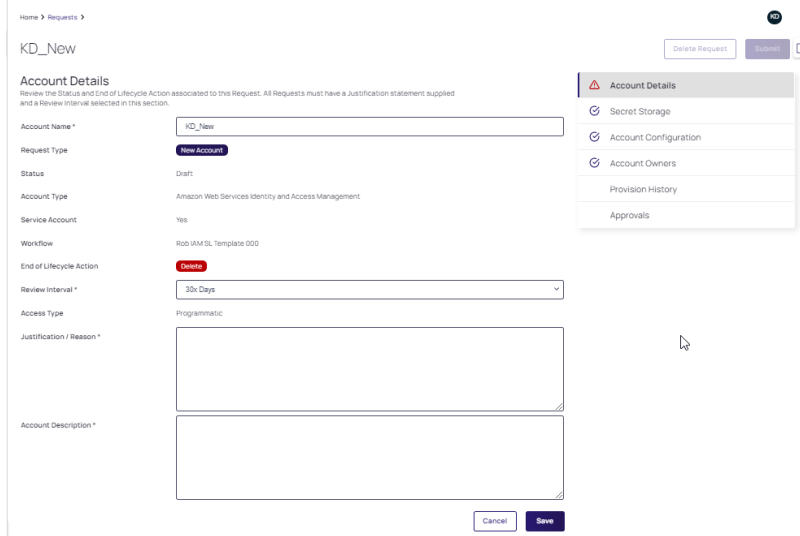 Home > Requests >
KD
KD_New
Delete Request
Submit
Account Details
Review the Status and End of Lifecycle Action associated to this Request. All Requests must have a Justification statement supplied
and a Review Interval selected in this section.
Account Name *
KD_New
Request Type
New Account
Status
Draft
Account Type
Amazon Web Services Identity and Access Management
Service Account
Yes
Workflow
Rob IAM SL Template 000
End of Lifecycle Action
Delete
Review Interval *
30x Days
Access Type
Programmatic
Justification / Reason *
Account Description *
Cancel
Save
Account Details
Secret Storage
Account Configuration
Account Owners
Provision History
Approvals